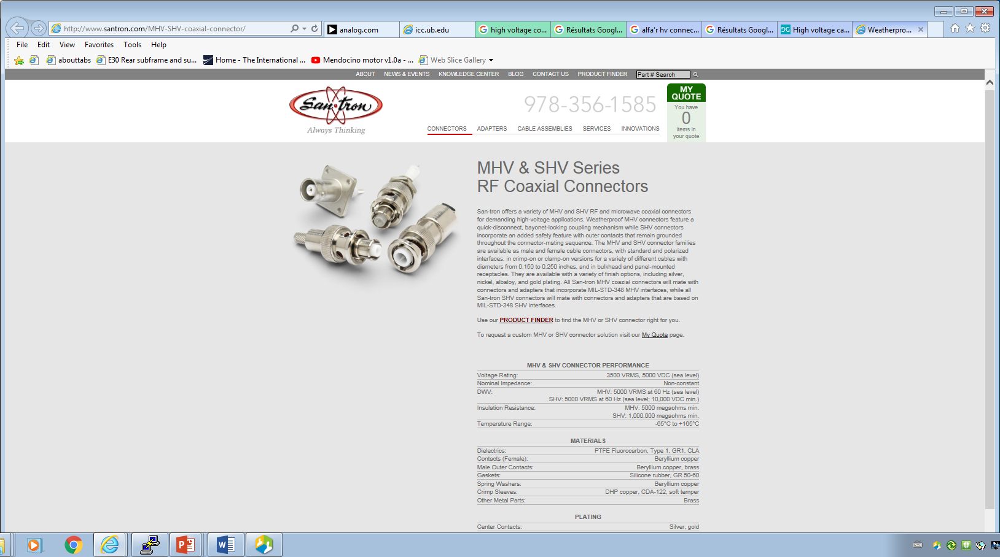 http://www.santron.com/MHV-SHV-coaxial-connector/
analog.com
icc.ub.edu
high voltage co...
Résultats Googl...
alfa'r hv connec...
Résultats Googl...
High voltage ca...
Weatherpro...
File Edit View Favorites Tools Help
abouttabs
E30 Rear subframe and su...
Home - The International ...
Mendocino motor v1.0a - ...
Web Slice Gallery
ABOUT NEWS & EVENTS KNOWLEDGE CENTER BLOG CONTACT US PRODUCT FINDER Part # Search
San-tron
Always Thinking
978-356-1585
MY
QUOTE
You have
0
items in
your quote
CONNECTORS ADAPTERS CABLE ASSEMBLIES SERVICES INNOVATIONS
MHV & SHV Series
RF Coaxial Connectors
San-tron offers a variety of MHV and SHV RF and microwave coaxial connectors
for demanding high-voltage applications. Weatherproof MHV connectors feature a
quick-disconnect, bayonet-locking coupling mechanism while SHV connectors
incorporate an added safety feature with outer contacts that remain grounded
throughout the connector-mating sequence. The MHV and SHV connector families
are available as male and female cable connectors, with standard and polarized
interfaces, in crimp-on or clamp-on versions for a variety of different cables with
diameters from 0.150 to 0.250 inches, and in bulkhead and panel-mounted
receptacles. They are available with a variety of finish options, including silver,
nickel, albaloy, and gold plating. All San-tron MHV coazial connectors will mate with
connectors and adapters that incorporate MIL-STD-348 MHV interfaces, while all
San-tron SHV connectors will mate with connectors and adapters that are based on
MIL-STD-348 SHV interfaces.
Use our PRODUCT FINDER to find the MHV or SHV connector right for you.
To request a custom MHV or SHV connector solution visit our My Quote page.
MHV & SHV CONNECTOR PERFORMANCE
Voltage Rating: 3500 VRMS, 5000 VDC (sea level)
Nominal Impedance: Non-constant
DWV: MHV: 5000 VRMS at 60 Hz (sea level)
SHV: 5000 VRMS at 60 Hz (sea level; 10,000 VDC min.)
Insulation Resistance: MHV: 5000 megaohms min.
SHV: 1,000,000 megaohms min.
Temperature Range: -65°C to +165°C
MATERIALS
Dielectrics: PTFE Fluorocarbon, Type 1, GR1, CLA
Contacts (Female): Beryllium copper
Male Outer Contacts: Beryllium copper, brass
Gaskets: Silicone rubber, GR 50-60
Spring Washers: Beryllium copper
Crimp Sleeves: DHP copper, CDA-122, soft temper
Other Metal Parts: Brass
PLATING
Center Contacts: Silver, gold